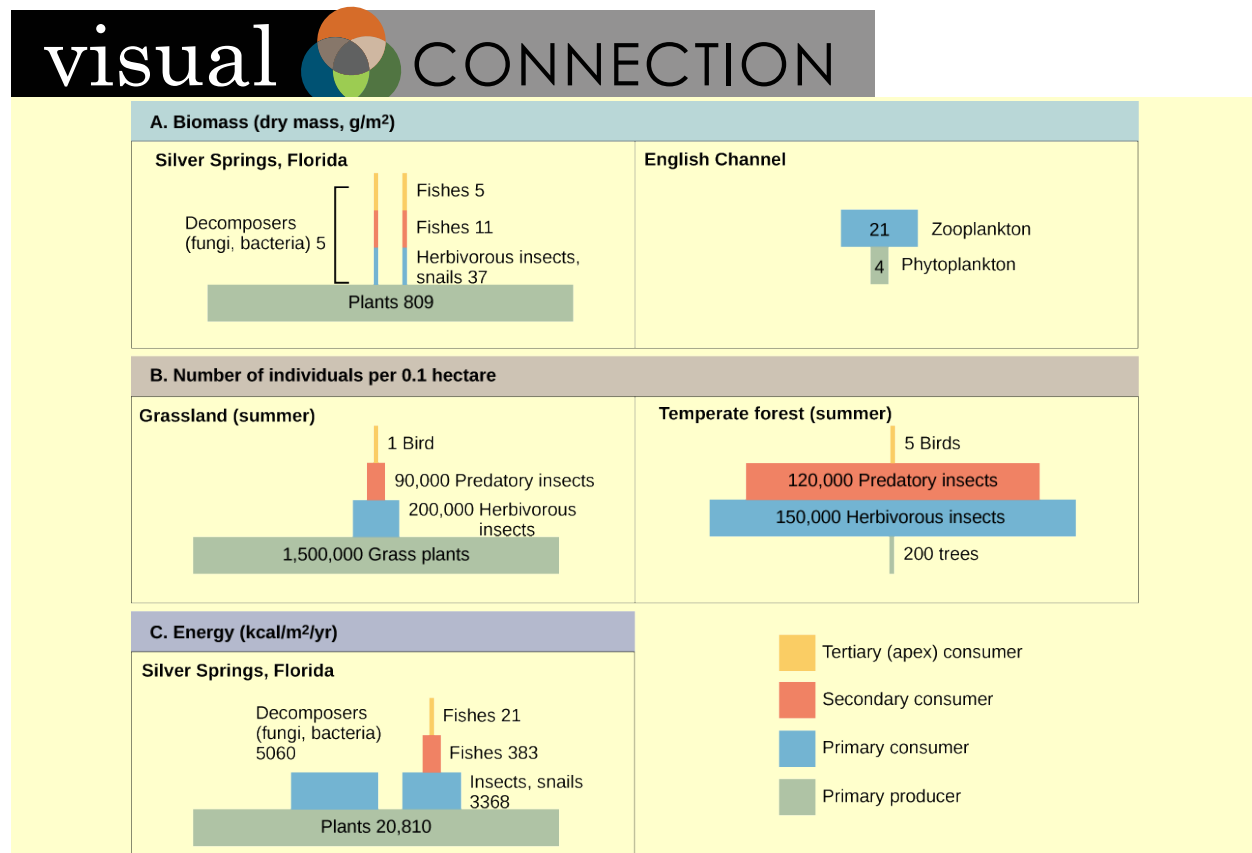 visual CONNECTION
A. Biomass (dry mass, g/m²)
Silver Springs, Florida
Decomposers
(fungi, bacteria) 5
Fishes 5
Fishes 11
Herbivorous insects,
snails 37
Plants 809
English Channel
21
Zooplankton
4
Phytoplankton
B. Number of individuals per 0.1 hectare
Grassland (summer)
1 Bird
90,000 Predatory insects
200,000 Herbivorous
insects
1,500,000 Grass plants
Temperate forest (summer)
5 Birds
120,000 Predatory insects
150,000 Herbivorous insects
200 trees
C. Energy (kcal/m²/yr)
Silver Springs, Florida
Decomposers
(fungi, bacteria)
5060
Fishes 21
Fishes 383
Insects, snails
3368
Plants 20,810
Tertiary (apex) consumer
Secondary consumer
Primary consumer
Primary producer